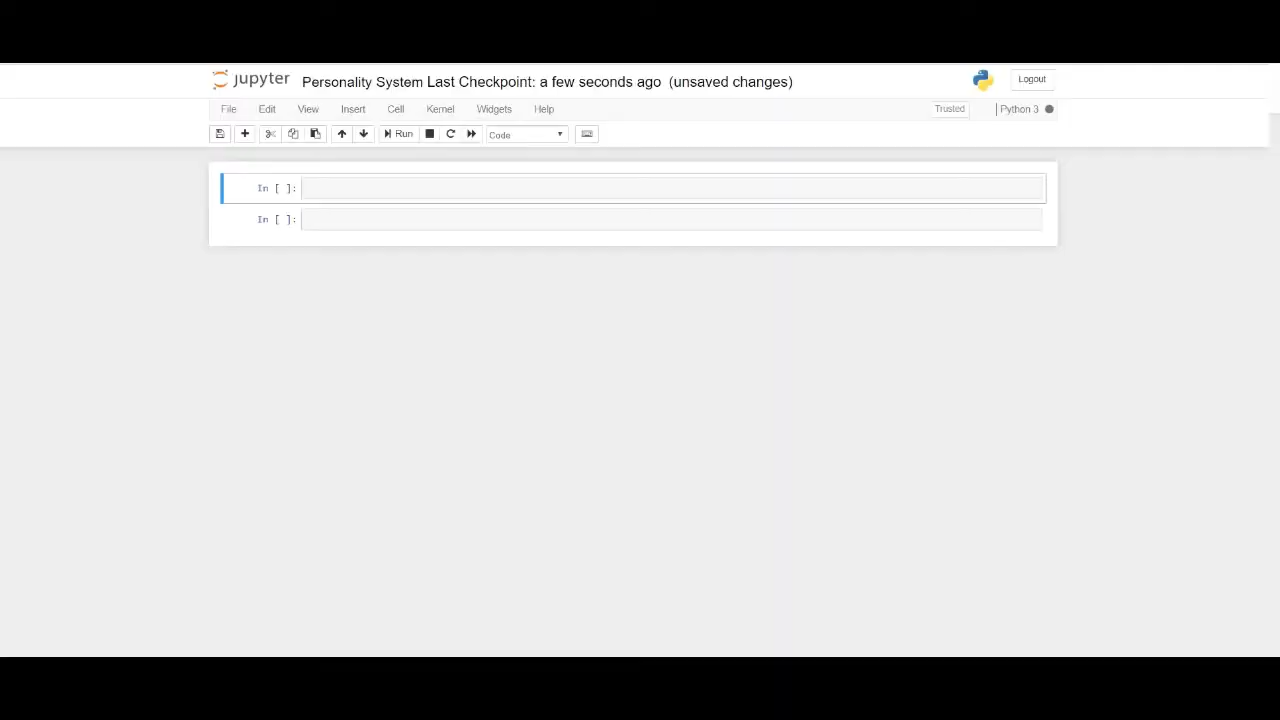 jupyter Personality System Last Checkpoint: a few seconds ago (unsaved changes) Logout
File Edit View Insert Cell Kernel Widgets Help Trusted Python 3
Run Code
In [ ]:
In [ ]: